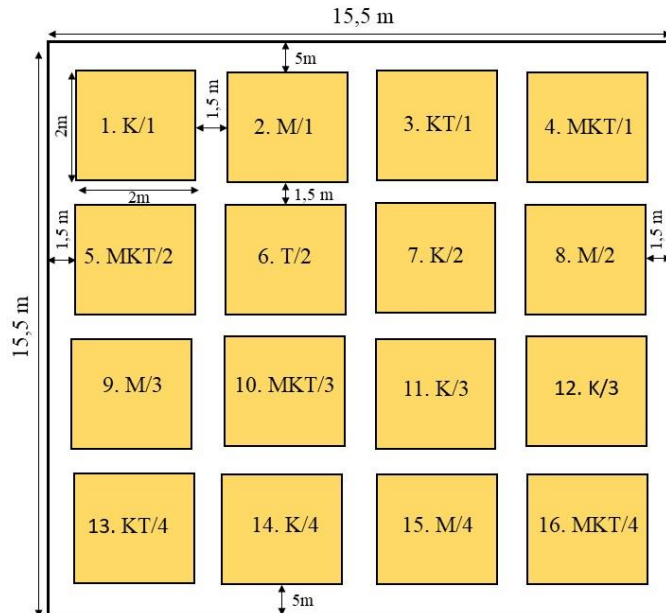 15,5 m
5m
1. K/1
1,5 m
2. M/1
3. KT/1
4. MKT/1
2m
2m
1,5 m
1,5 m
5. MKT/2
6. T/2
7. K/2
8. M/2
1,5 m
15,5 m
9. M/3
10. MKT/3
11. K/3
12. K/3
13. KT/4
14. K/4
15. M/4
16. MKT/4
5m